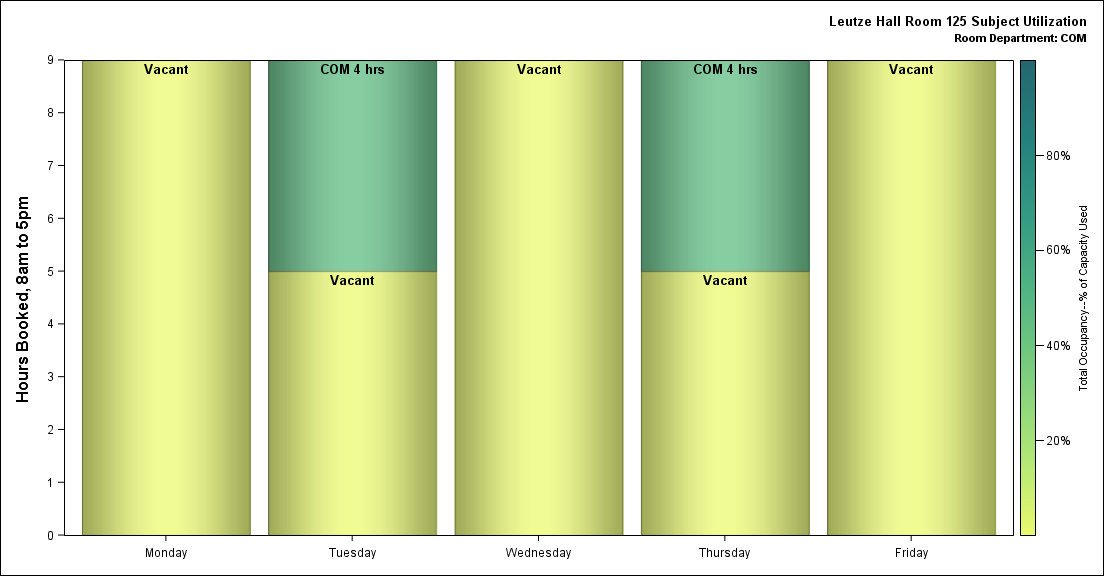 Leutze Hall Room 125 Subject Utilization
Room Department: COM
Hours Booked, 8am to 5pm
9
8
7
6
5
4
3
2
1
0
Vacant
COM 4 hrs
Vacant
COM 4 hrs
Vacant
Vacant
Vacant
Monday
Tuesday
Wednesday
Thursday
Friday
80%
60%
40%
20%
Total Occupancy--% of Capacity Used